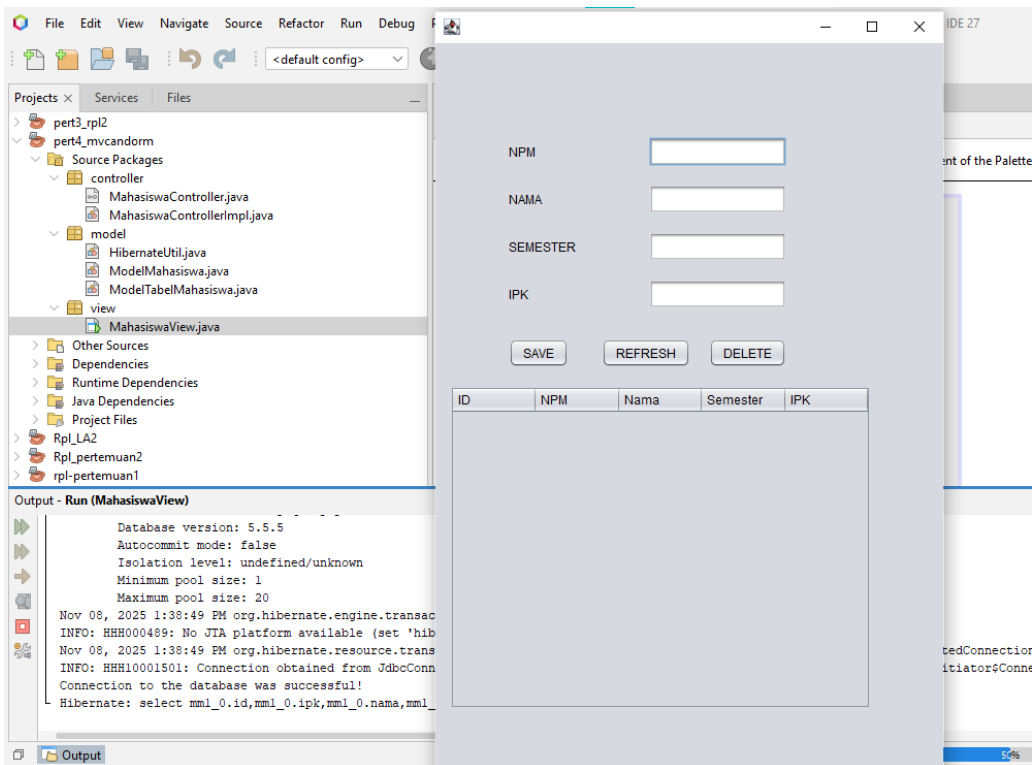 File Edit View Navigate Source Refactor Run Debug
IDE 27
<default config>
Projects Services Files
pert3_rpl2
pert4_mvcandorm
Source Packages
controller
MahasiswaController.java
MahasiswaControllerImpl.java
model
HibernateUtil.java
ModelMahasiswa.java
ModelTabelMahasiswa.java
view
MahasiswaView.java
Other Sources
Dependencies
Runtime Dependencies
Java Dependencies
Project Files
Rpl_LA2
Rpl_pertemuan2
rpl-pertemuan1
NPM
NAMA
SEMESTER
IPK
SAVE REFRESH DELETE
ID NPM Nama Semester IPK
ent of the Palette
Output - Run (MahasiswaView)
Database version: 5.5.5
Autocommit mode: false
Isolation level: undefined/unknown
Minimum pool size: 1
Maximum pool size: 20
Nov 08, 2025 1:38:49 PM org.hibernate.engine.transac
INFO: HHH000489: No JTA platform available (set 'hib
Nov 08, 2025 1:38:49 PM org.hibernate.resource.trans tedConnection
INFO: HHH10001501: Connection obtained from JdbcConn itiator$Conne
Connection to the database was successful!
Hibernate: select mm1_0.id,mm1_0.ipk,mm1_0.nama,mm1_
Output
50%